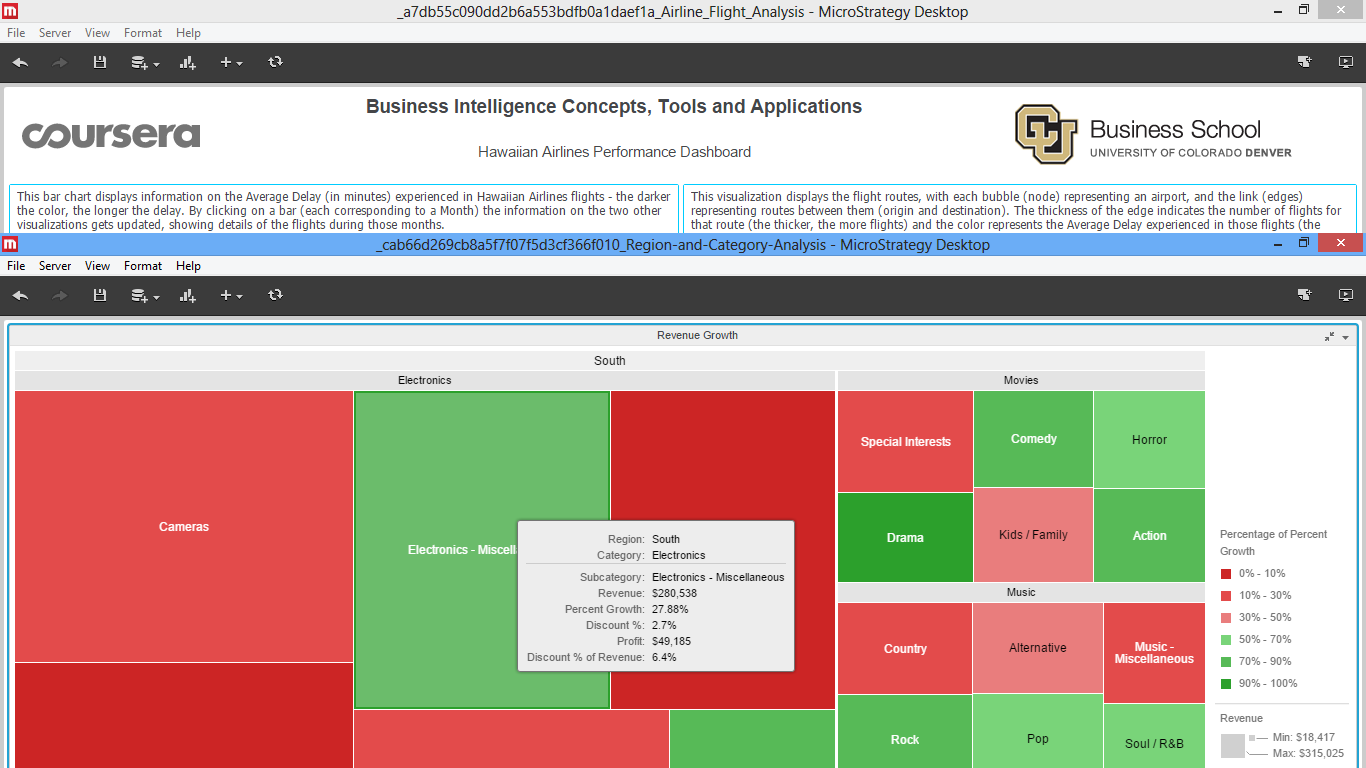 _a7db55c090dd2b6a553bdfb0a1daef1a_Airline_Flight_Analysis - MicroStrategy Desktop
File Server View Format Help
Business Intelligence Concepts, Tools and Applications
coursera
Hawaiian Airlines Performance Dashboard
CU
Business School
UNIVERSITY OF COLORADO DENVER
This bar chart displays information on the Average Delay (in minutes) experienced in Hawaiian Airlines flights - the darker
the color, the longer the delay. By clicking on a bar (each corresponding to a Month) the information on the two other
visualizations gets updated, showing details of the flights during those months.
This visualization displays the flight routes, with each bubble (node) representing an airport, and the link (edges)
representing routes between them (origin and destination). The thickness of the edge indicates the number of flights for
that route (the thicker, the more flights) and the color represents the Average Delay experienced in those flights (the
_cab66d269cb8a5f7f07f5d3cf366f010_Region-and-Category-Analysis - MicroStrategy Desktop
File Server View Format Help
Revenue Growth
South
Electronics
Cameras
Electronics - Miscell
Region: South
Category: Electronics
Subcategory: Electronics - Miscellaneous
Revenue: $280,538
Percent Growth: 27.88%
Discount %: 2.7%
Profit: $49,185
Discount % of Revenue: 6.4%
Movies
Special Interests
Comedy
Horror
Drama
Kids / Family
Action
Music
Country
Alternative
Music -
Miscellaneous
Rock
Pop
Soul / R&B
Percentage of Percent
Growth
0% - 10%
10% - 30%
30% - 50%
50% - 70%
70% - 90%
90% - 100%
Revenue
Min: $18,417
Max: $315,025